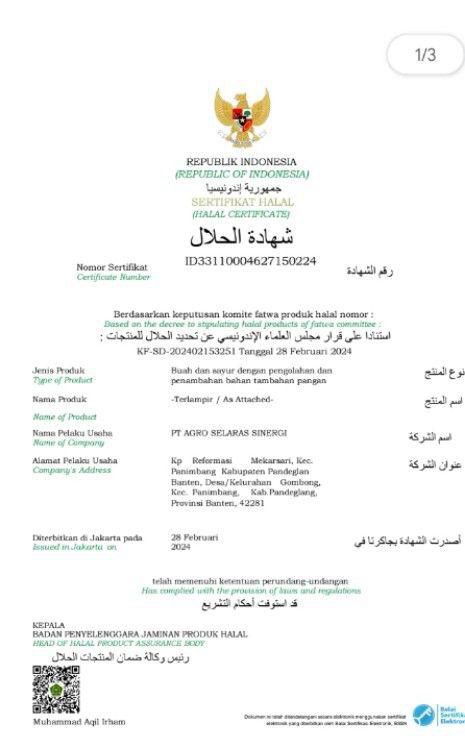 1/3
REPUBLIK INDONESIA
(REPUBLIC OF INDONESIA)
جمهورية إندونيسيا
SERTIFIKAT HALAL
(HALAL CERTIFICATE)
شهادة الحلال
Nomor Sertifikat ID33110004627150224 رقم الشهادة
Certificate Number
Berdasarkan keputusan komite fatwa produk halal nomor :
Based on the decree to stipulating halal products of fatwa committee :
استنادا على قرار مجلس العلماء الإندونيسي عن تحديد الحلال للمنتجات :
KF-SD-202402153251 Tanggal 28 Februari 2024
Jenis Produk Buah dan sayur dengan pengolahan dan نوع المنتج
Type of Product penambahan bahan tambahan pangan
Nama Produk -Terlampir / As Attached- اسم المنتج
Name of Product
Nama Pelaku Usaha PT AGRO SELARAS SINERGI اسم الشركة
Name of Company
Alamat Pelaku Usaha Kp Reformasi Mekarsari, Kec. عنوان الشركة
Company's Address Panimbang Kabupaten Pandeglan
Banten, Desa/Kelurahan Gombong,
Kec. Panimbang, Kab.Pandeglang,
Provinsi Banten, 42281
Diterbitkan di Jakarta pada 28 Februari أصدرت الشهادة بجاكرتا في
Issued in Jakarta on 2024
telah memenuhi ketentuan perundang-undangan
Has complied with the provision of laws and regulations
قد استوفت أحكام التشريع
KEPALA
BADAN PENYELENGGARA JAMINAN PRODUK HALAL
HEAD OF HALAL PRODUCT ASSURANCE BODY
رئيس وكالة ضمان المنتجات الحلال
Muhammad Aqil Irham
Dokumen ini telah ditandatangani secara elektronik menggunakan sertifikat
elektronik yang diterbitkan oleh Balai Sertifikasi Elektronik, BSSN
Balai
Sertifik
Elektron